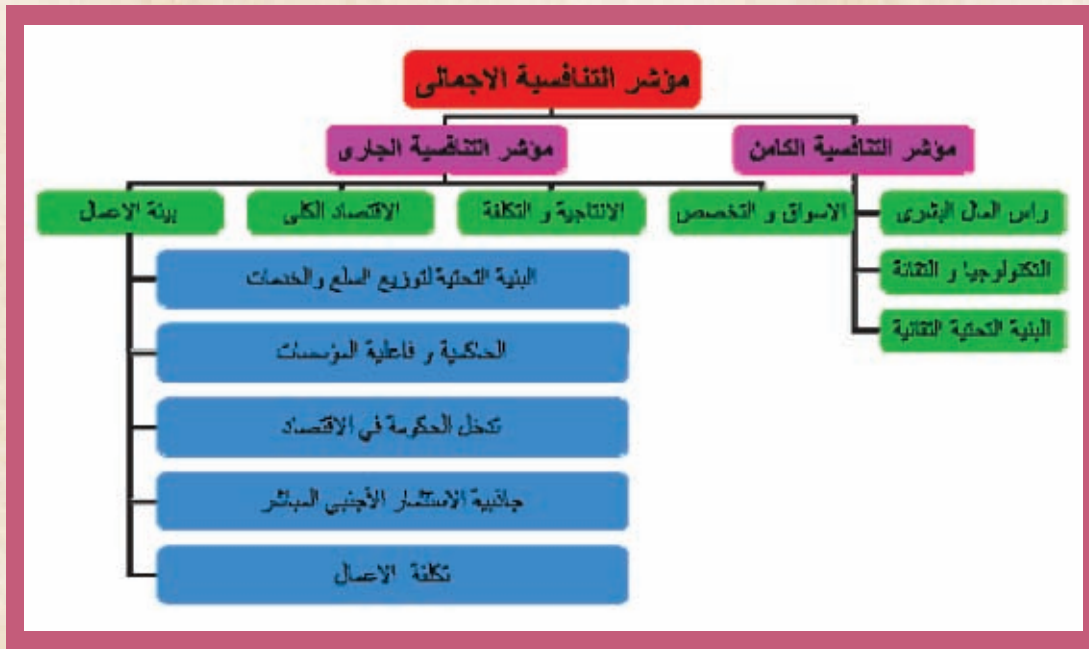 مؤشر التنافسية الاجمالى
مؤشر التنافسية الكامن
مؤشر التنافسية الجارى
راس المال البشرى
التكنولوجيا و التقانة
البنية التحتية التقانية
الاسواق و التخصص
الانتاجية و التكلفة
الاقتصاد الكلى
بيئة الاعمال
البنية التحتية لتوزيع السلع والخدمات
الحاكمية و فاعلية المؤسسات
تدخل الحكومة في الاقتصاد
جاذبية الاستثمار الأجنبي المباشر
تكلفة الاعمال